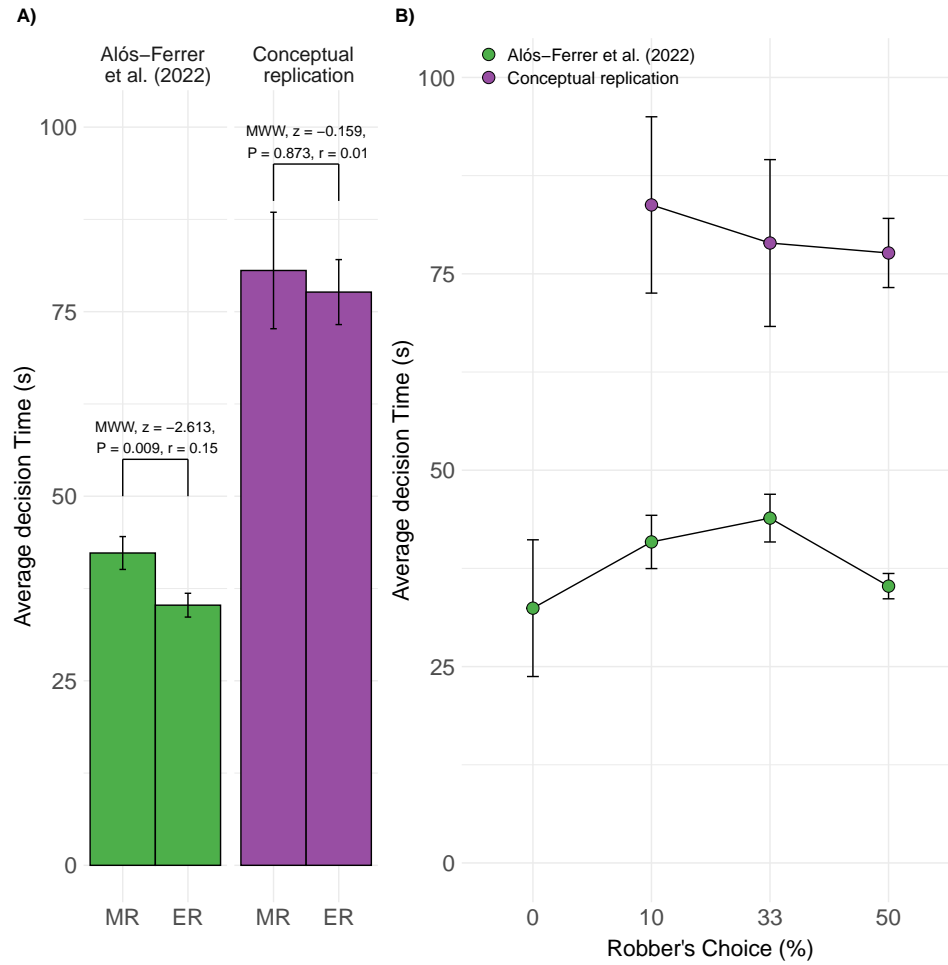 A)
Alós−Ferrer
et al. (2022)
Conceptual
replication
MWW, z = −0.159,
P = 0.873, r = 0.01
MWW, z = −2.613,
P = 0.009, r = 0.15
Average decision Time (s)
100
75
50
25
0
MR
ER
MR
ER
B)
Alós−Ferrer et al. (2022)
Conceptual replication
Average decision Time (s)
100
75
50
25
0
0
10
33
50
Robber's Choice (%)